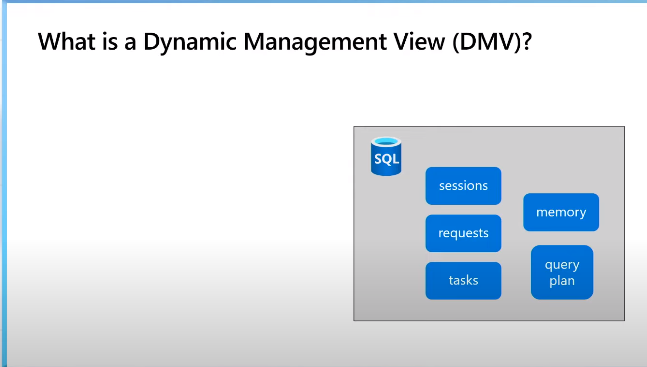 What is a Dynamic Management View (DMV)?
SQL
sessions
requests
tasks
memory
query
plan